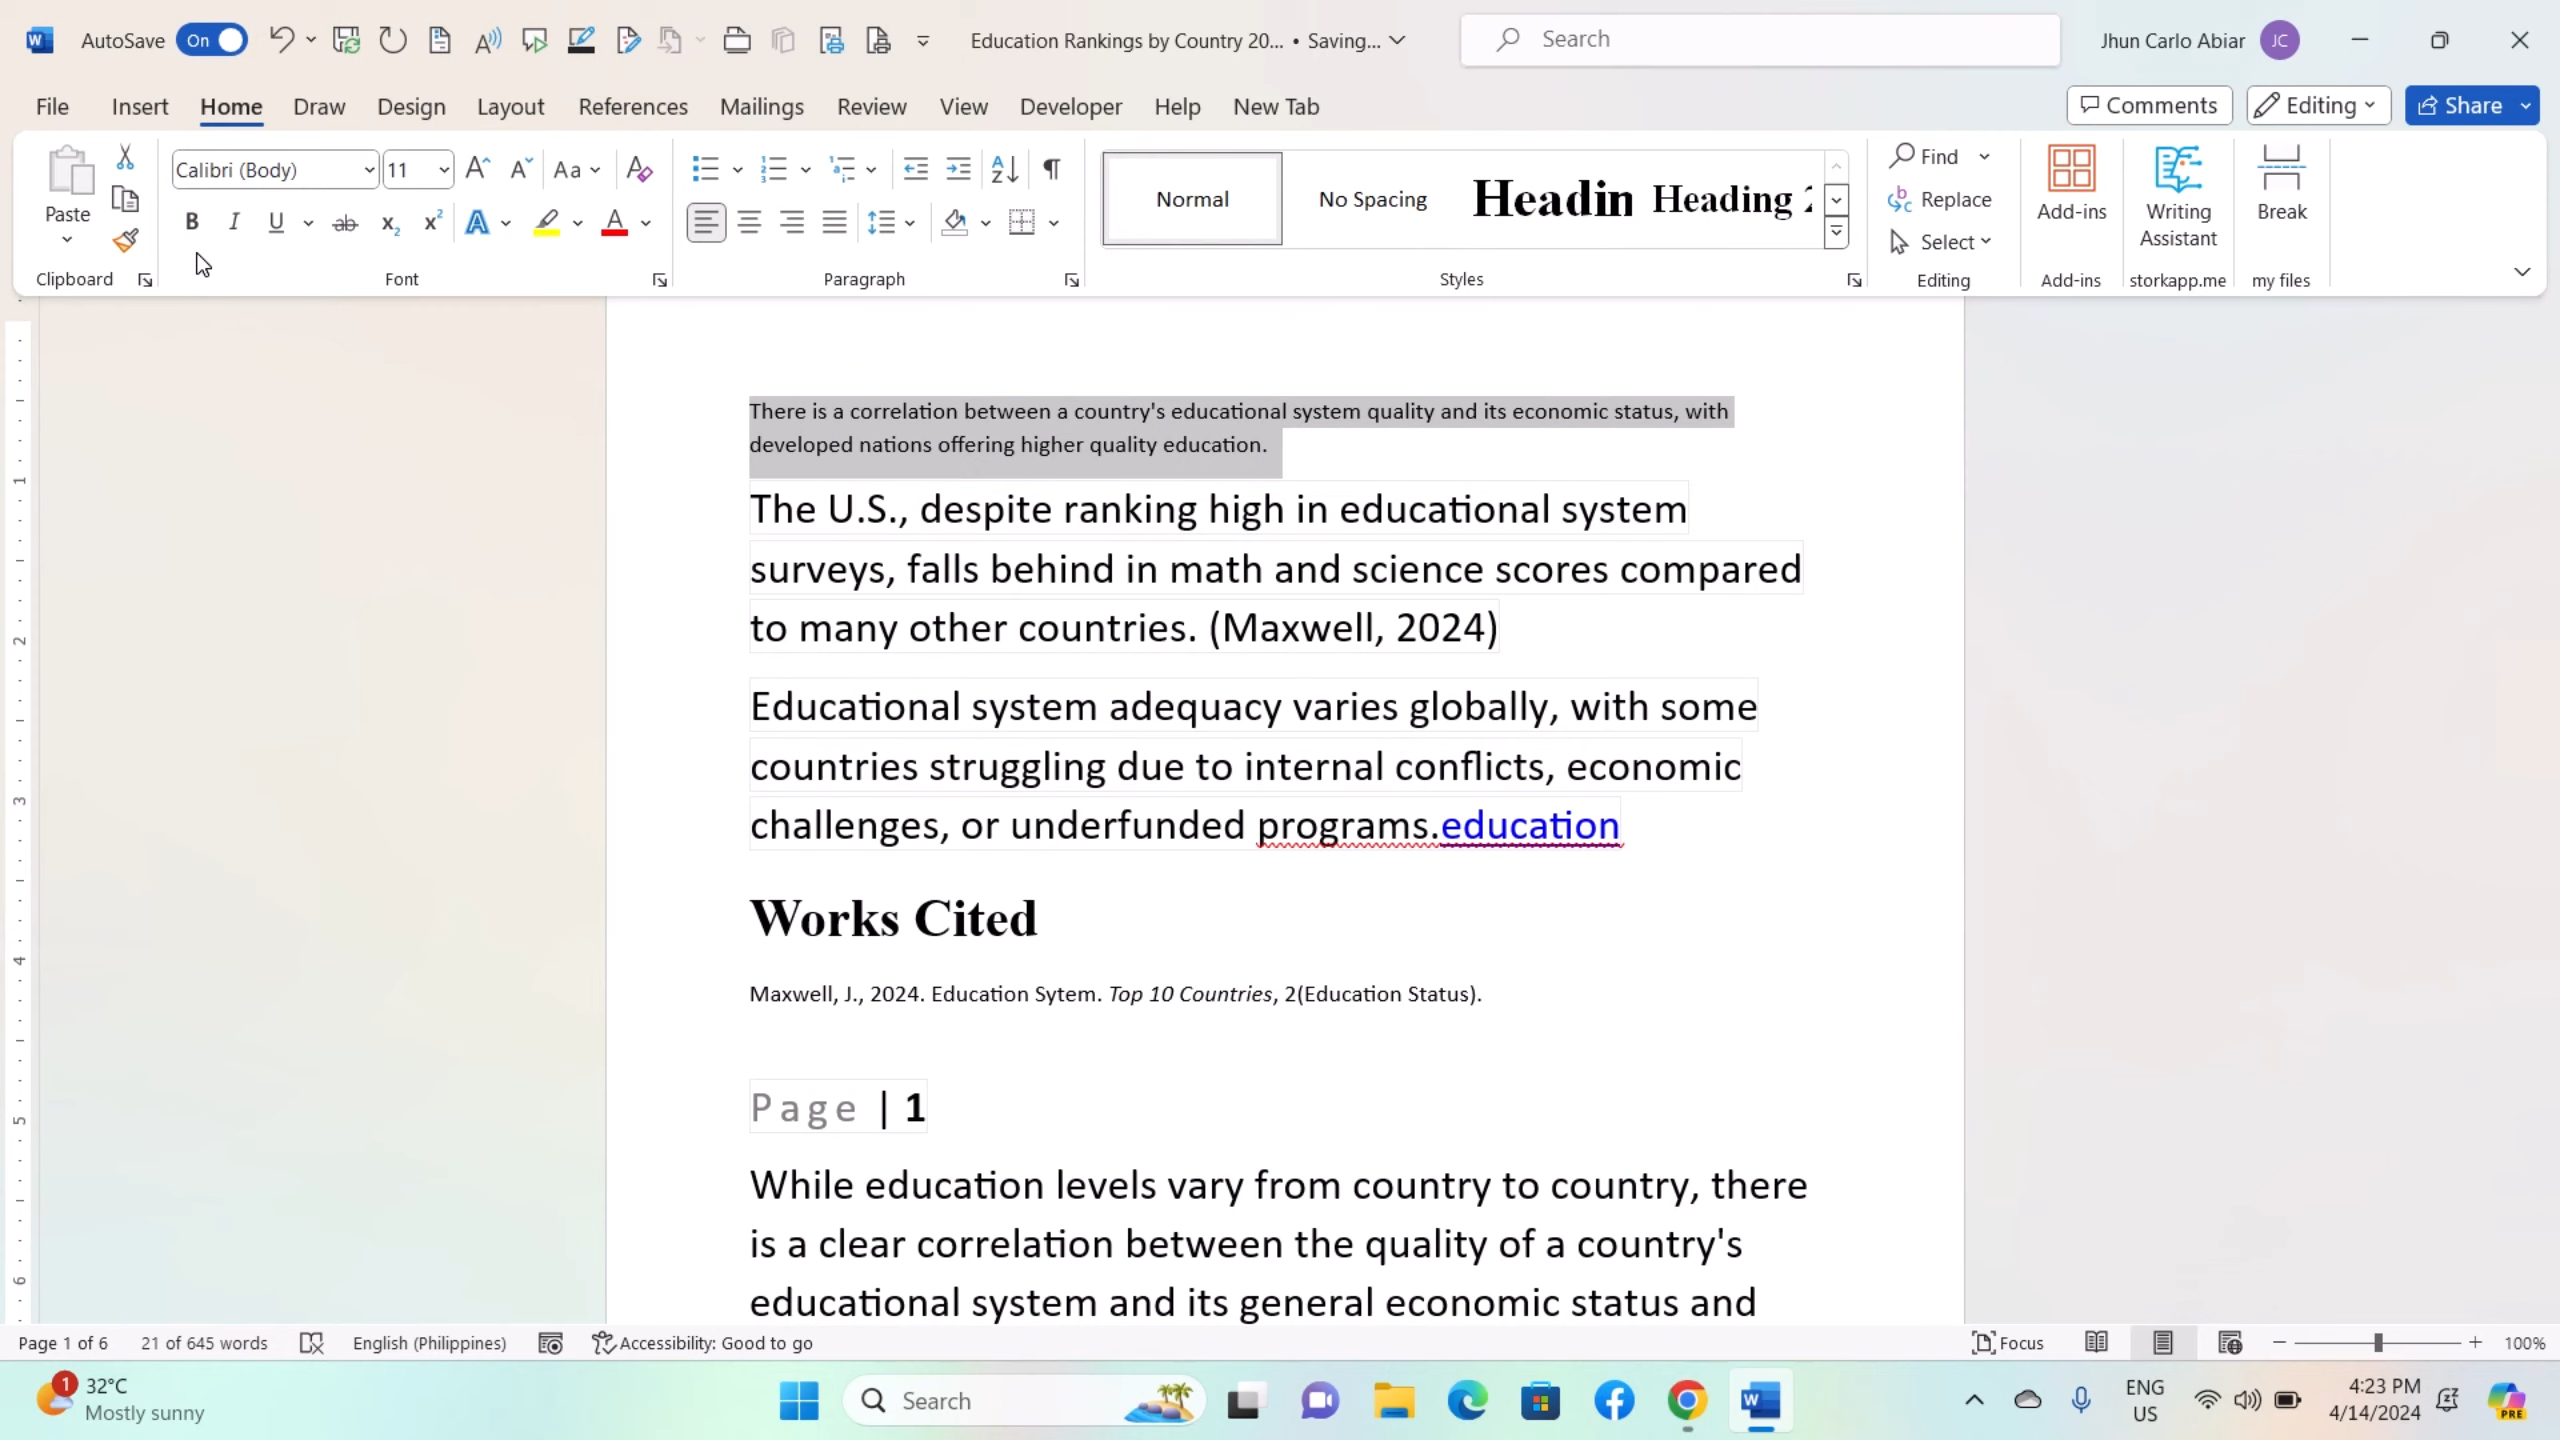 AutoSave On Education Rankings by Country 20... • Saving... Search Jhun Carlo Abiar JC
File Insert Home Draw Design Layout References Mailings Review View Developer Help New Tab Comments Editing Share
Paste Calibri (Body) 11 Aa Normal No Spacing Headin Heading 2 Find Replace Select Add-ins Writing Assistant Break
Clipboard Font Paragraph Styles Editing Add-ins storkapp.me my files
There is a correlation between a country's educational system quality and its economic status, with
developed nations offering higher quality education.
The U.S., despite ranking high in educational system
surveys, falls behind in math and science scores compared
to many other countries. (Maxwell, 2024)
Educational system adequacy varies globally, with some
countries struggling due to internal conflicts, economic
challenges, or underfunded programs.education
Works Cited
Maxwell, J., 2024. Education Sytem. Top 10 Countries, 2(Education Status).
Page | 1
While education levels vary from country to country, there
is a clear correlation between the quality of a country's
educational system and its general economic status and
Page 1 of 6 21 of 645 words English (Philippines) Accessibility: Good to go Focus 100%
1 32°C
Mostly sunny
Search
ENG
US
4:23 PM
4/14/2024
PRE